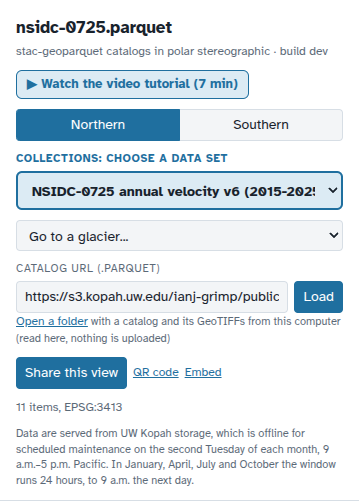 nsidc-0725.parquet
stac-geoparquet catalogs in polar stereographic · build dev
▶ Watch the video tutorial (7 min)
Northern
Southern
COLLECTIONS: CHOOSE A DATA SET
NSIDC-0725 annual velocity v6 (2015-2025
Go to a glacier...
CATALOG URL (.PARQUET)
https://s3.kopah.uw.edu/ianj-grimp/public
Load
Open a folder with a catalog and its GeoTIFFs from this computer
(read here, nothing is uploaded)
Share this view
QR code
Embed
11 items, EPSG:3413
Data are served from UW Kopah storage, which is offline for
scheduled maintenance on the second Tuesday of each month, 9
a.m.–5 p.m. Pacific. In January, April, July and October the window
runs 24 hours, to 9 a.m. the next day.